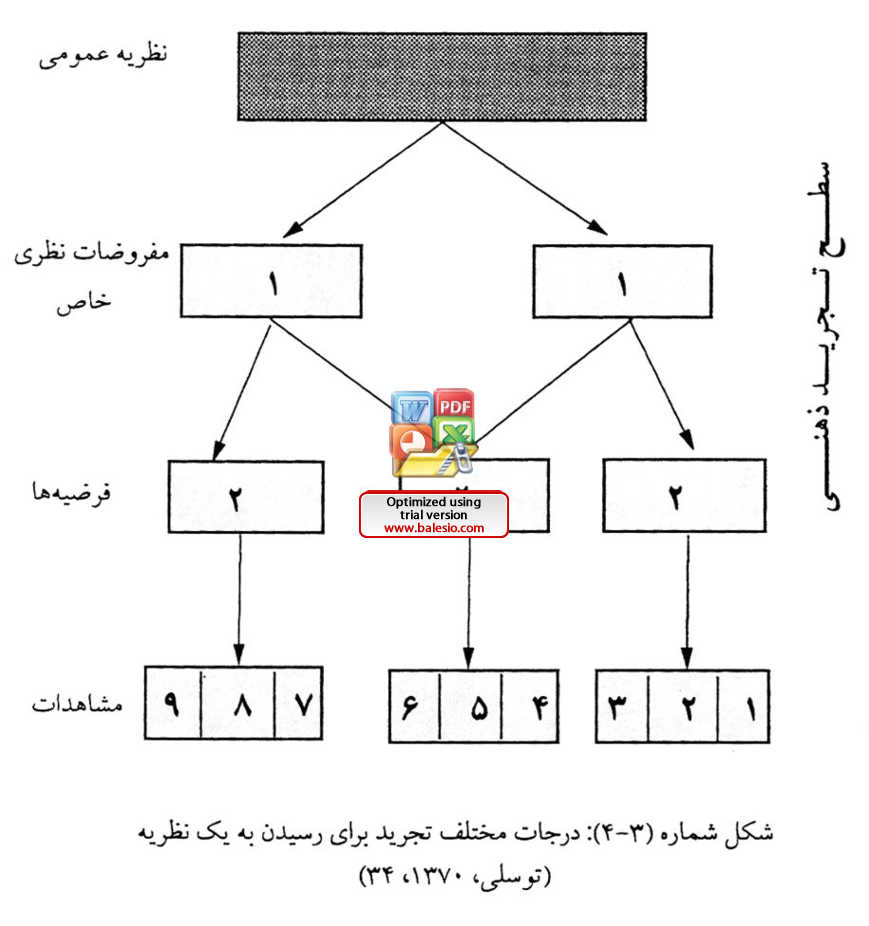 نظریه عمومی
سطح تجرید ذهنی
مفروضات نظری
خاص
۱
۱
فرضیه‌ها
۲
۲
W
PDF
X
Optimized using
trial version
www.balesio.com
مشاهدات
۱ ۲ ۳
۴ ۵ ۶
۷ ۸ ۹
شکل شماره (۳-۴): درجات مختلف تجرید برای رسیدن به یک نظریه
(توسلی، ۱۳۷۰، ۳۴)